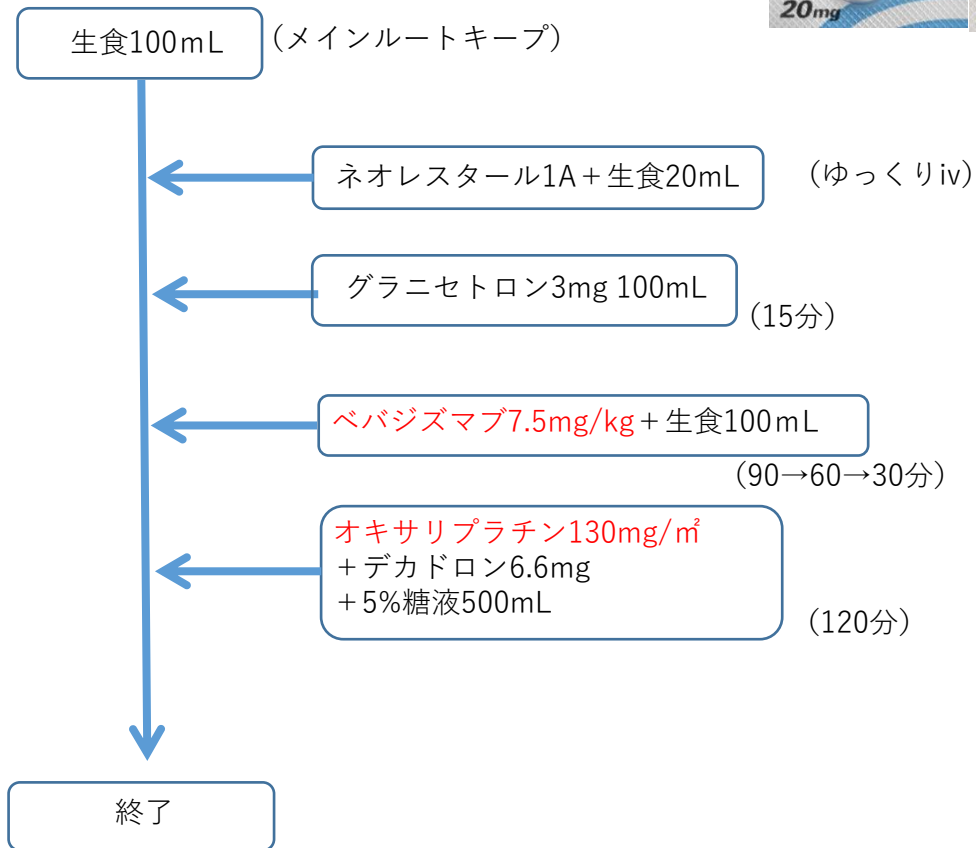 20mg
生食100mL
(メインルートキープ)
ネオレスタール1A+生食20mL
(ゆっくりiv)
グラニセトロン3mg 100mL
(15分)
ベバジズマブ7.5mg/kg+生食100mL
(90→60→30分)
オキサリプラチン130mg/㎡
+デカドロン6.6mg
+5%糖液500mL
(120分)
終了